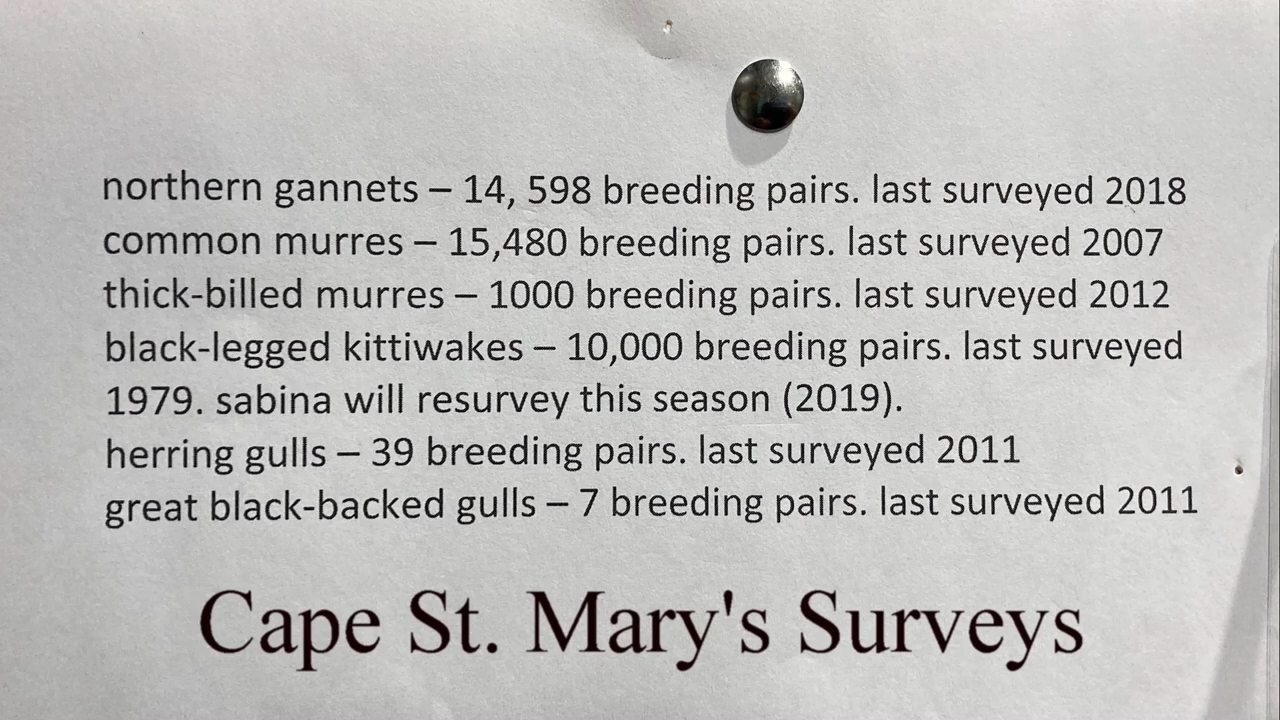 northern gannets – 14, 598 breeding pairs. last surveyed 2018
common murres – 15,480 breeding pairs. last surveyed 2007
thick-billed murres – 1000 breeding pairs. last surveyed 2012
black-legged kittiwakes – 10,000 breeding pairs. last surveyed
1979. sabina will resurvey this season (2019).
herring gulls – 39 breeding pairs. last surveyed 2011
great black-backed gulls – 7 breeding pairs. last surveyed 2011
Cape St. Mary's Surveys